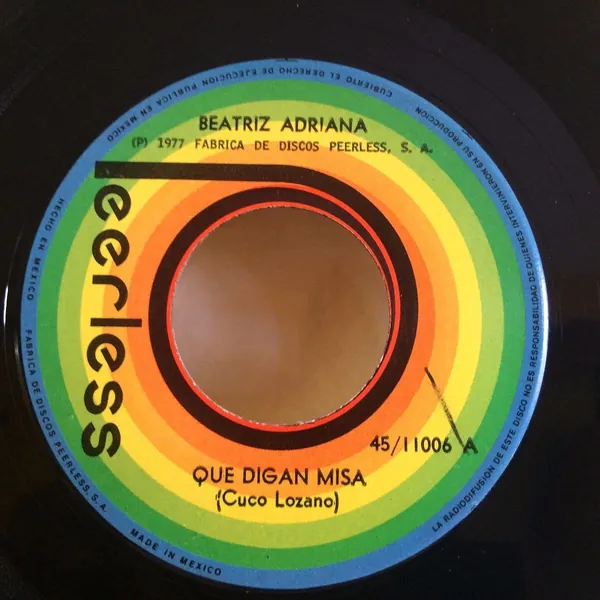 BEATRIZ ADRIANA
(P) 1977 FABRICA DE DISCOS PEERLESS, S. A.
Peerless
45/11006 A
QUE DIGAN MISA
(Cuco Lozano)
CUBIERTO EL DERECHO DE EJECUCION PUBLICA EN MEXICO
HECHO EN MEXICO
FABRICA DE DISCOS PEERLESS, S.A.
MADE IN MEXICO
LA RADIODIFUSION DE ESTE DISCO NO ES RESPONSABILIDAD DE QUIENES INTERVINIERON EN SU PRODUCCION